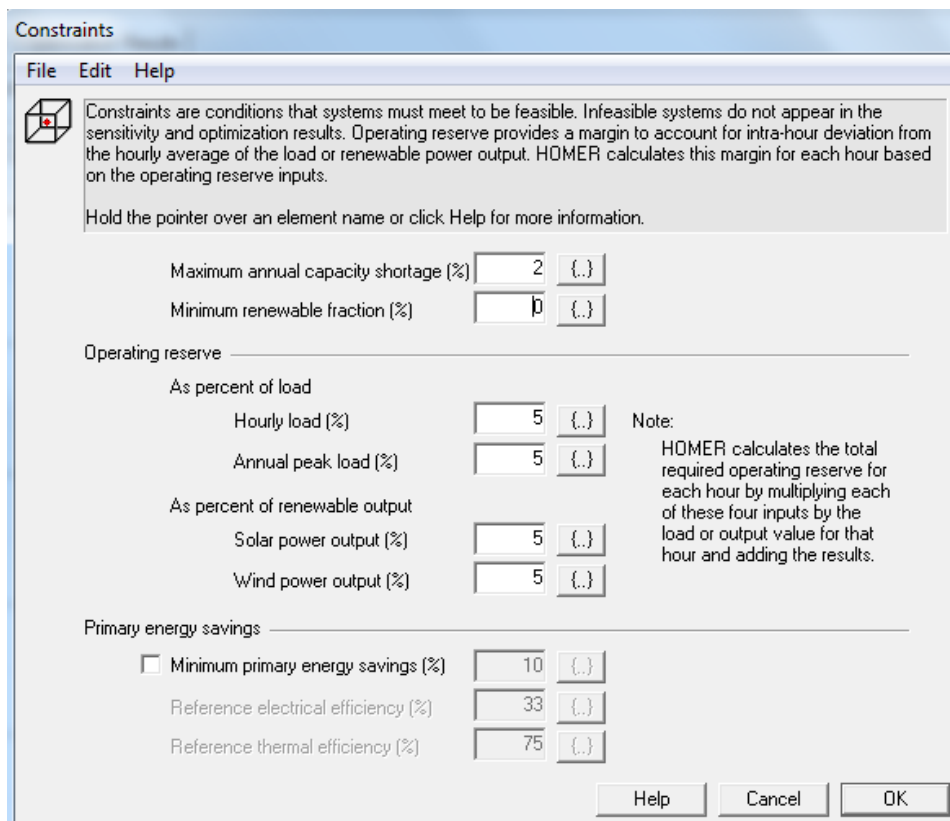 Constraints
File Edit Help
Constraints are conditions that systems must meet to be feasible. Infeasible systems do not appear in the
sensitivity and optimization results. Operating reserve provides a margin to account for intra-hour deviation from
the hourly average of the load or renewable power output. HOMER calculates this margin for each hour based
on the operating reserve inputs.
Hold the pointer over an element name or click Help for more information.
Maximum annual capacity shortage (%) 2 {..}
Minimum renewable fraction (%) 0 {..}
Operating reserve
As percent of load
Hourly load (%) 5 {..}
Annual peak load (%) 5 {..}
As percent of renewable output
Solar power output (%) 5 {..}
Wind power output (%) 5 {..}
Note:
HOMER calculates the total
required operating reserve for
each hour by multiplying each
of these four inputs by the
load or output value for that
hour and adding the results.
Primary energy savings
Minimum primary energy savings (%) 10 {..}
Reference electrical efficiency (%) 33 {..}
Reference thermal efficiency (%) 75 {..}
Help Cancel OK